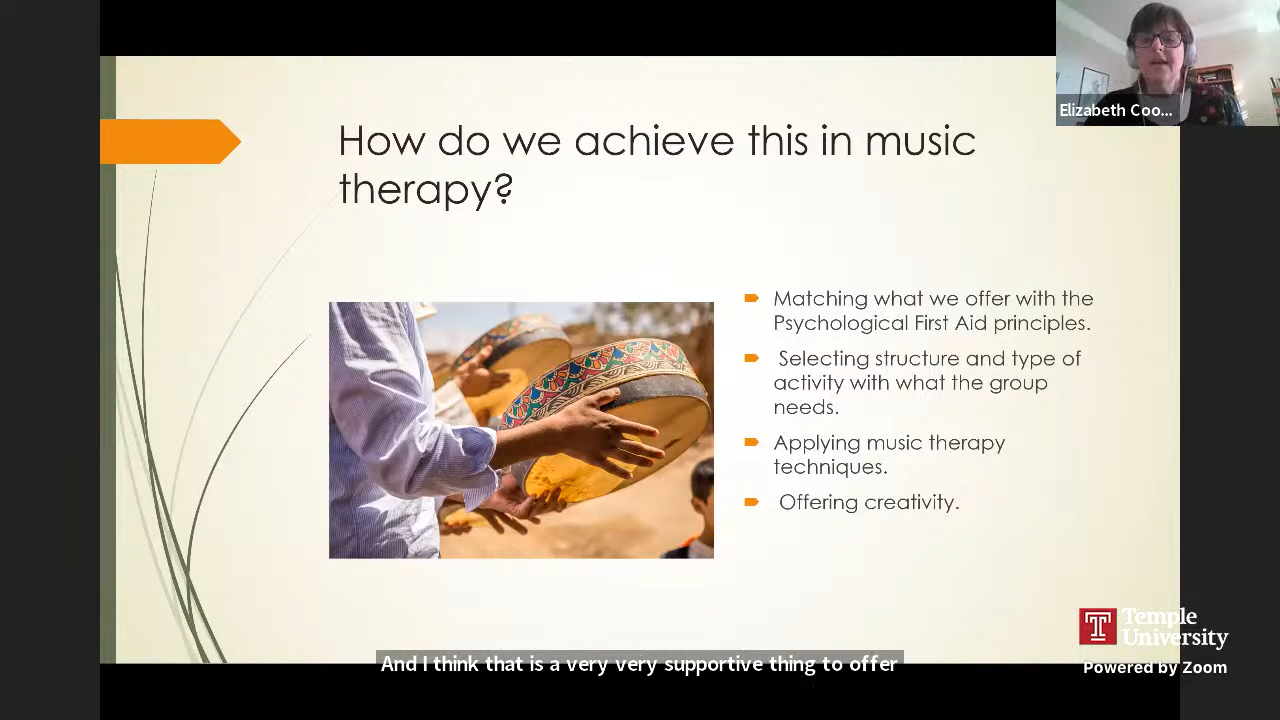 Elizabeth Coo...
How do we achieve this in music
therapy?
Matching what we offer with the
Psychological First Aid principles.
Selecting structure and type of
activity with what the group
needs.
Applying music therapy
techniques.
Offering creativity.
Temple
University
Powered by Zoom
And I think that is a very very supportive thing to offer